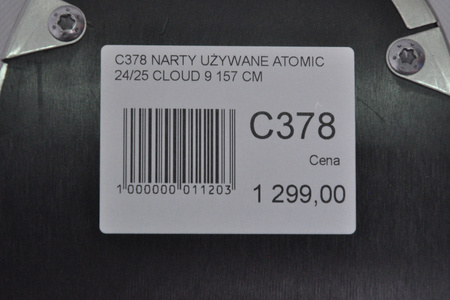 C378 NARTY UŻYWANE ATOMIC
24/25 CLOUD 9 157 CM
C378
Cena
1 299,00
1 000000 011203